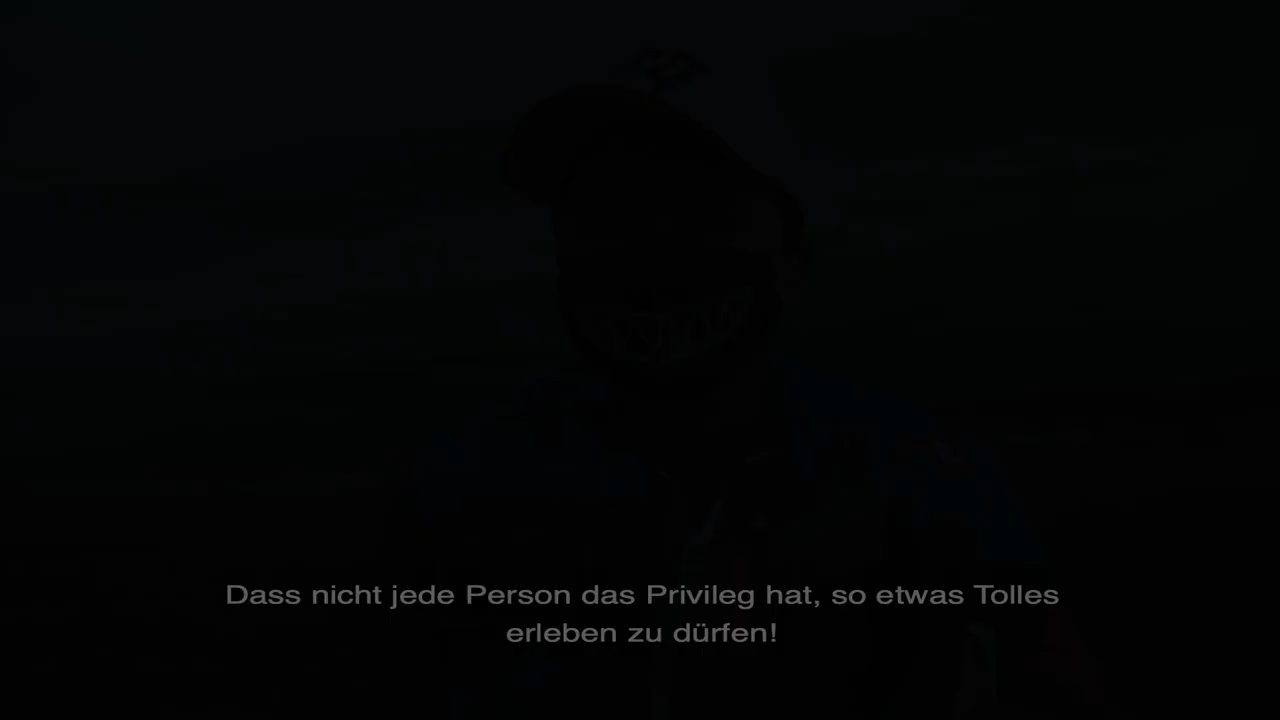 Dass nicht jede Person das Privileg hat, so etwas Tolles
erleben zu dürfen!